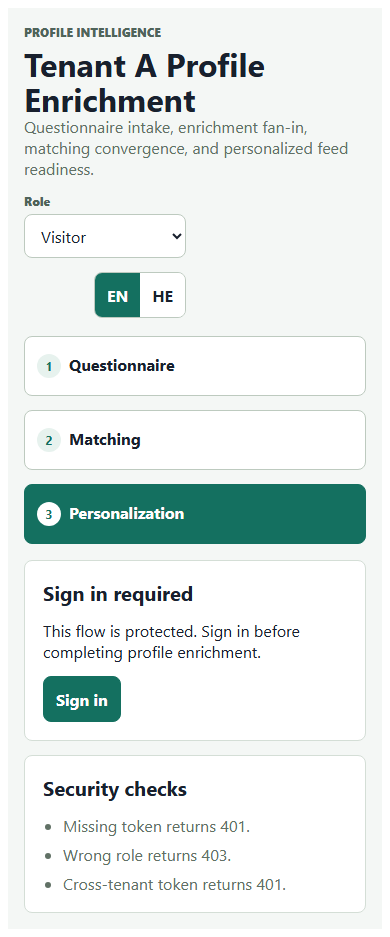 PROFILE INTELLIGENCE
Tenant A Profile
Enrichment
Questionnaire intake, enrichment fan-in,
matching convergence, and personalized feed
readiness.
Role
Visitor
EN HE
1 Questionnaire
2 Matching
3 Personalization
Sign in required
This flow is protected. Sign in before
completing profile enrichment.
Sign in
Security checks
• Missing token returns 401.
• Wrong role returns 403.
• Cross-tenant token returns 401.